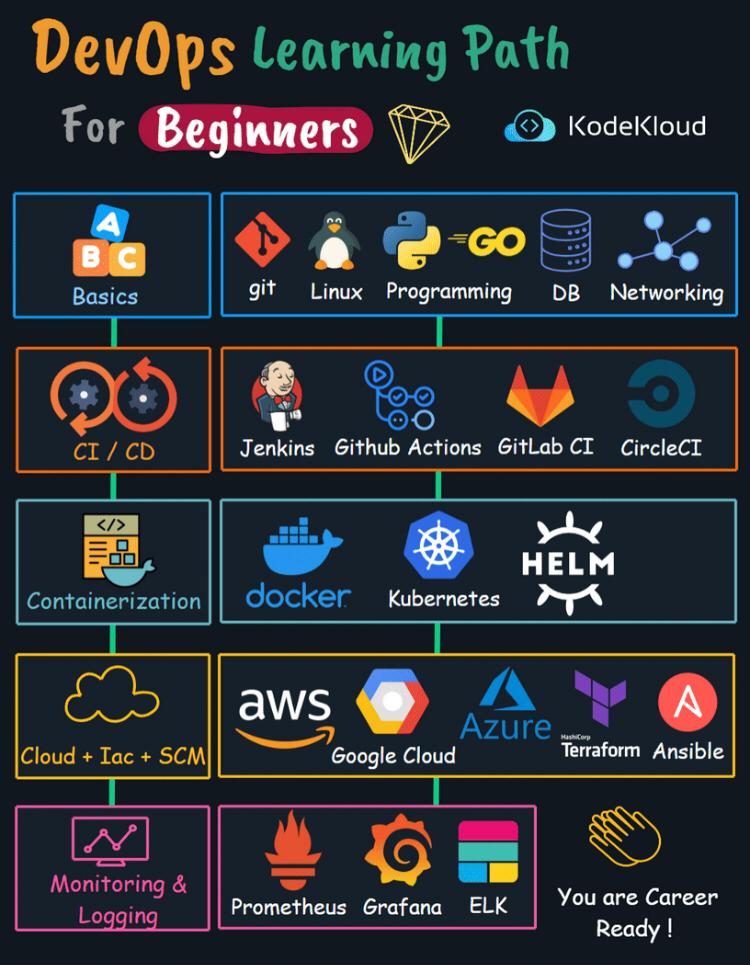 DevOps Learning Path
For Beginners
KodeKloud
A
B C
Basics
git
Linux
Programming
GO
DB
Networking
CI / CD
Jenkins
Github Actions
GitLab CI
CircleCI
</>
Containerization
docker
Kubernetes
HELM
Cloud + Iac + SCM
aws
Google Cloud
Azure
HashiCorp
Terraform
A
Ansible
Monitoring &
Logging
Prometheus
Grafana
ELK
You are Career
Ready !